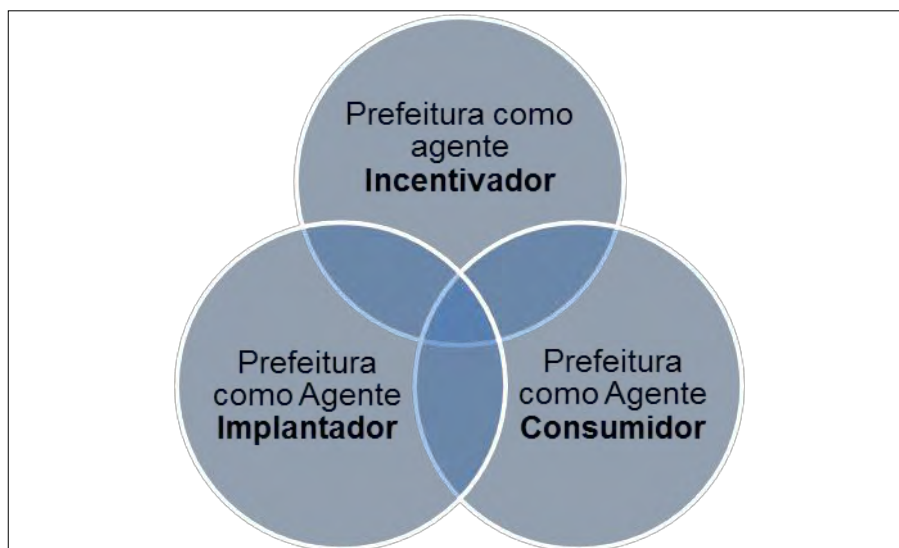 Prefeitura como
agente
Incentivador
Prefeitura
como Agente
Implantador
Prefeitura
como Agente
Consumidor